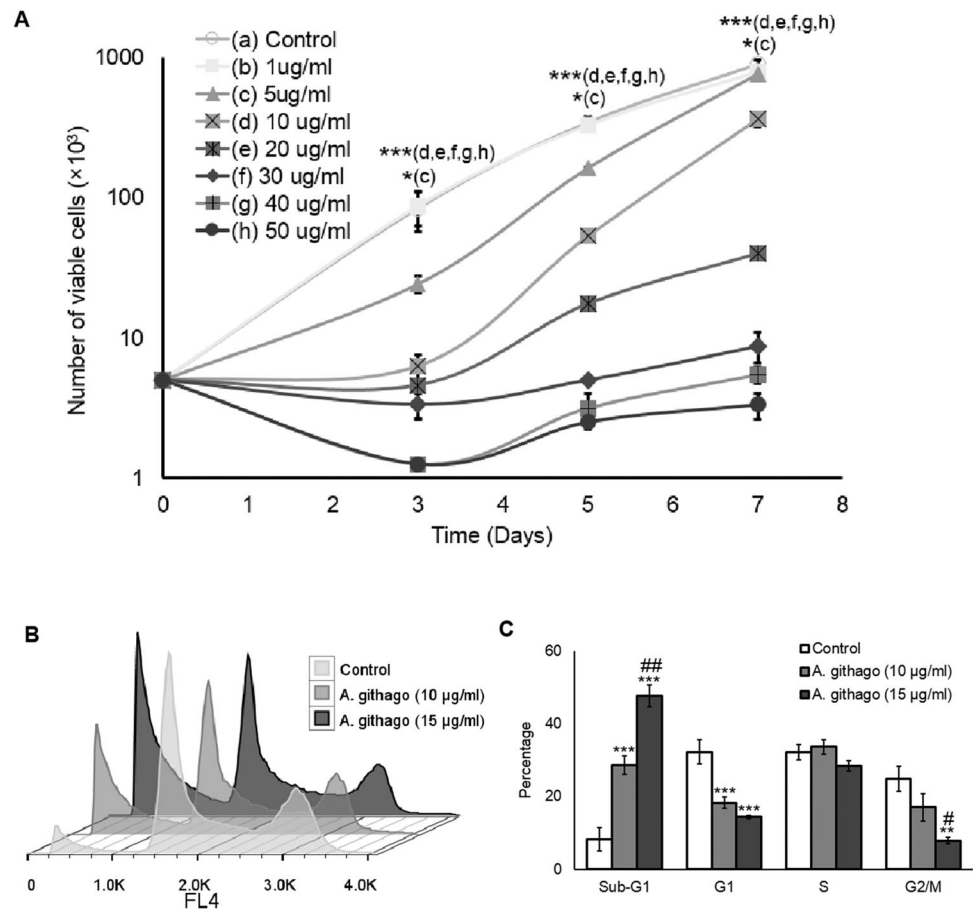 A
***(d,e,f,g,h)
*(c)
***(d,e,f,g,h)
*(c)
***(d,e,f,g,h)
*(c)
(a) Control
(b) 1ug/ml
(c) 5ug/ml
(d) 10 ug/ml
(e) 20 ug/ml
(f) 30 ug/ml
(g) 40 ug/ml
(h) 50 ug/ml
Number of viable cells (×10³)
1000
100
10
1
0 1 2 3 4 5 6 7 8
Time (Days)
B
Control
A. githago (10 µg/ml)
A. githago (15 µg/ml)
0 1.0K 2.0K 3.0K 4.0K
FL4
C
Control
A. githago (10 µg/ml)
A. githago (15 µg/ml)
Percentage
60
40
20
0
##
***
***
***
***
#
**
Sub-G1 G1 S G2/M